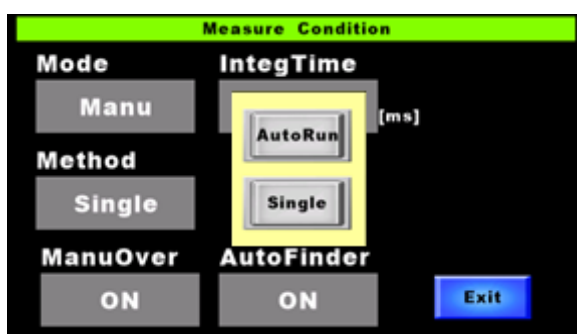 Measure Condition
Mode
IntegTime
Manu
[ms]
AutoRun
Method
Single
Single
ManuOver
AutoFinder
ON
ON
Exit